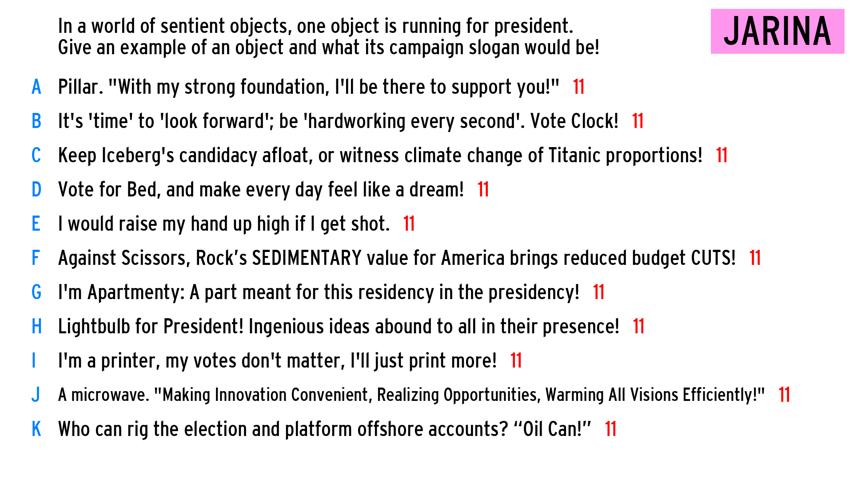 In a world of sentient objects, one object is running for president.
Give an example of an object and what its campaign slogan would be!
JARINA
A Pillar. "With my strong foundation, I'll be there to support you!" 11
B It's 'time' to 'look forward'; be 'hardworking every second'. Vote Clock! 11
C Keep Iceberg's candidacy afloat, or witness climate change of Titanic proportions! 11
D Vote for Bed, and make every day feel like a dream! 11
E I would raise my hand up high if I get shot. 11
F Against Scissors, Rock’s SEDIMENTARY value for America brings reduced budget CUTS! 11
G I'm Apartmenty: A part meant for this residency in the presidency! 11
H Lightbulb for President! Ingenious ideas abound to all in their presence! 11
I I'm a printer, my votes don't matter, I'll just print more! 11
J A microwave. "Making Innovation Convenient, Realizing Opportunities, Warming All Visions Efficiently!" 11
K Who can rig the election and platform offshore accounts? “Oil Can!” 11